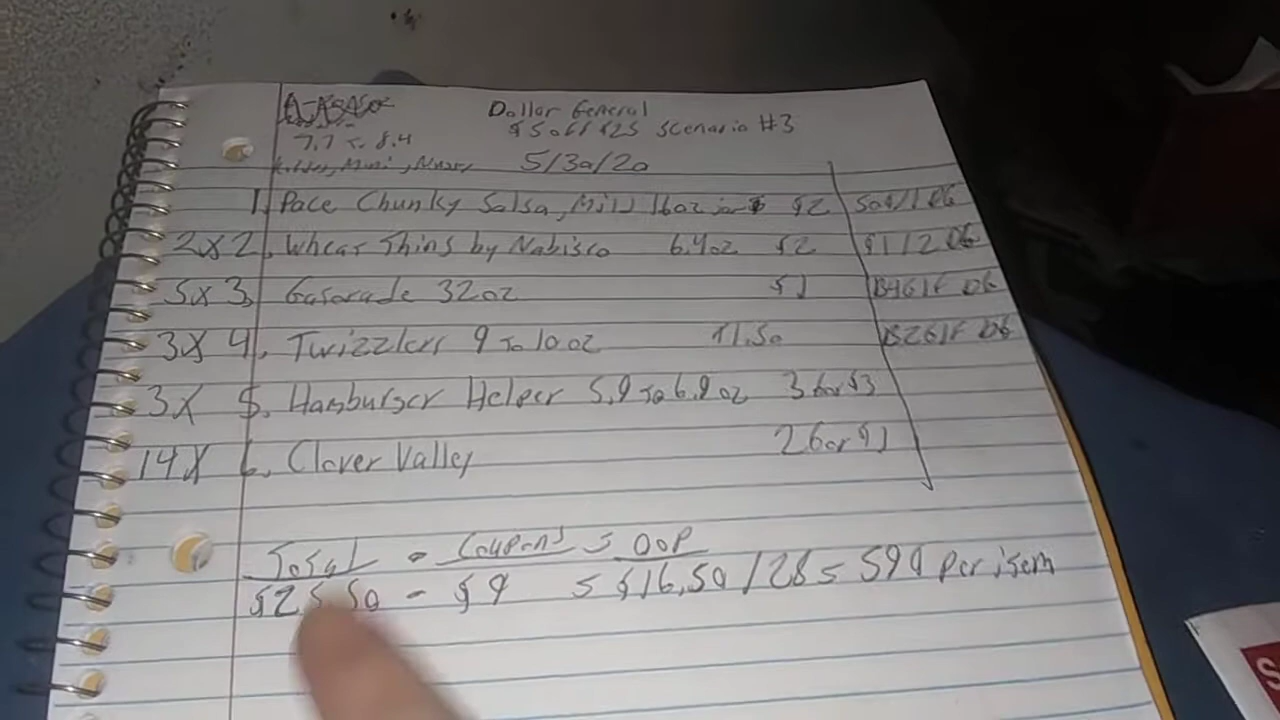 Dollar General
$5 off $25 Scenario #3
7.7 to 8.4
5/30/20
1. Pace Chunky Salsa, Mild 16oz jar $2 50¢/1 DG
2x 2. Wheat Thins by Nabisco 6.4oz $2 $1/2 DG
5x 3. Gatorade 32oz $1 B4G1F DG
3x 4. Twizzlers 9 to 10oz $1.50 B2G1F DG
3x 5. Hamburger Helper 5.9 to 6.9oz 3 for $3
14x 6. Clover Valley 2 for $1
Total - Coupons = OOP
$25.50 - $9 = $16.50 / 28 = 59¢ Per item